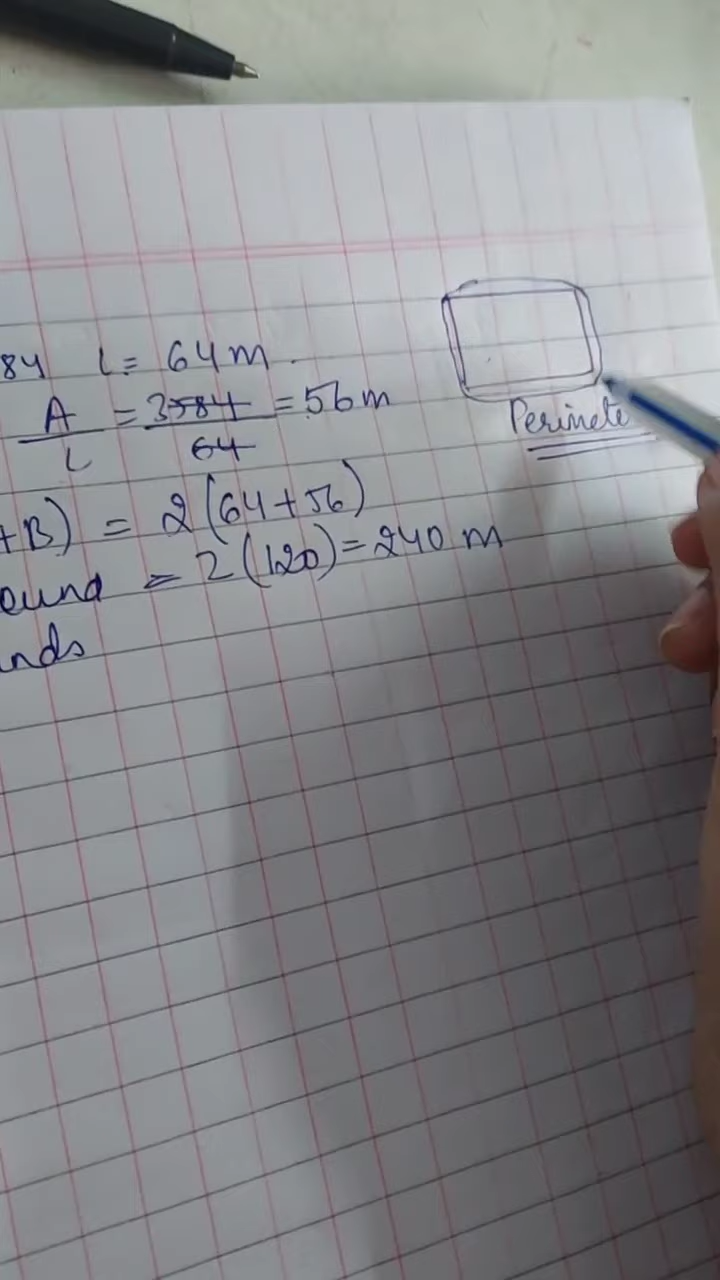 84 L = 64 m.
A/L = 3584/64 = 56 m
Perimete
+B) = 2(64+56)
ound = 2(120) = 240 m
nds